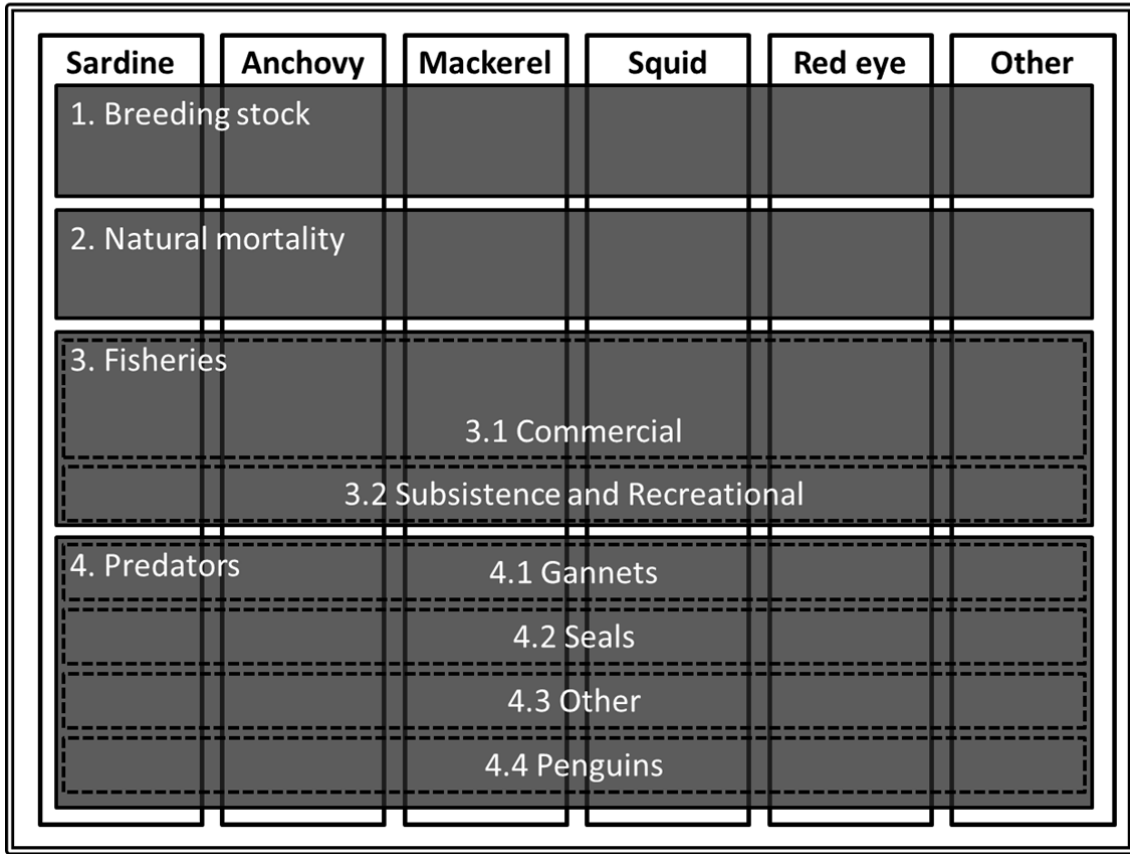 Sardine Anchovy Mackerel Squid Red eye Other
1. Breeding stock
2. Natural mortality
3. Fisheries
3.1 Commercial
3.2 Subsistence and Recreational
4. Predators
4.1 Gannets
4.2 Seals
4.3 Other
4.4 Penguins